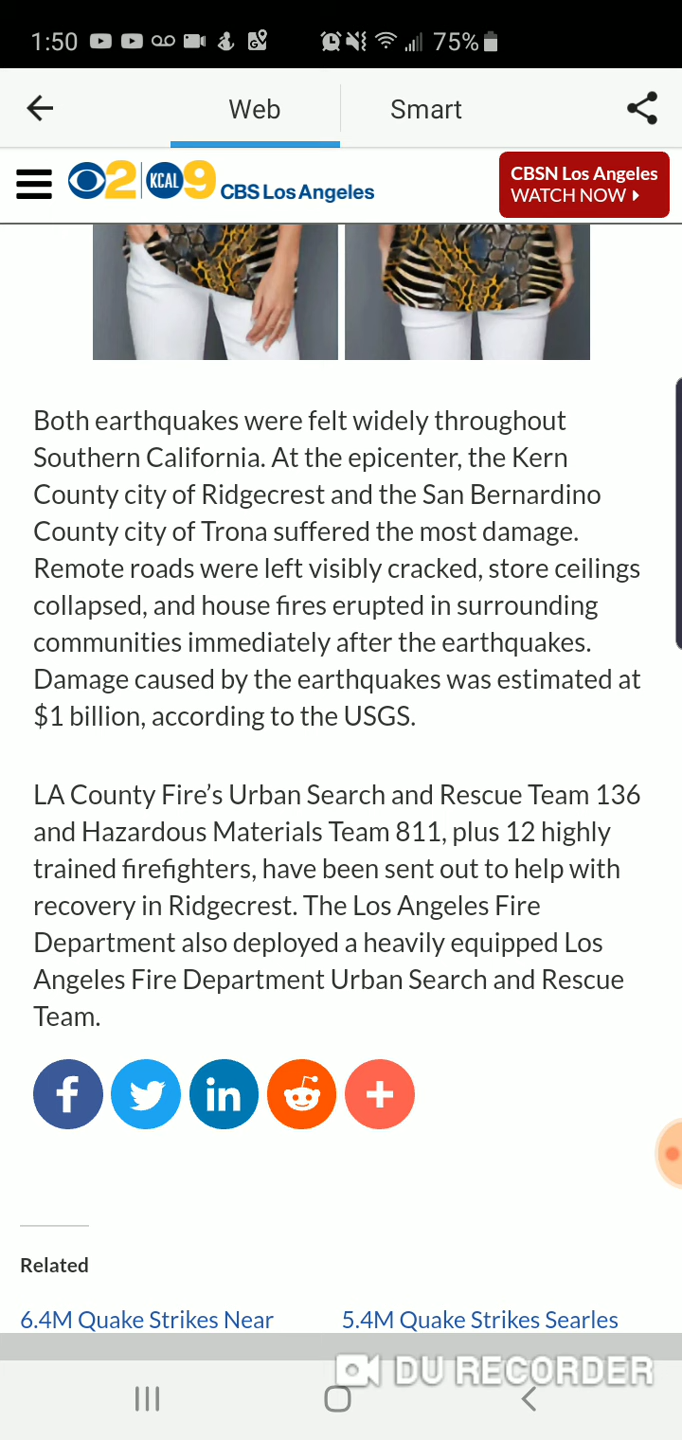 1:50 75%
Web Smart
2 KCAL 9 CBS Los Angeles
CBSN Los Angeles
WATCH NOW
Both earthquakes were felt widely throughout
Southern California. At the epicenter, the Kern
County city of Ridgecrest and the San Bernardino
County city of Trona suffered the most damage.
Remote roads were left visibly cracked, store ceilings
collapsed, and house fires erupted in surrounding
communities immediately after the earthquakes.
Damage caused by the earthquakes was estimated at
$1 billion, according to the USGS.
LA County Fire’s Urban Search and Rescue Team 136
and Hazardous Materials Team 811, plus 12 highly
trained firefighters, have been sent out to help with
recovery in Ridgecrest. The Los Angeles Fire
Department also deployed a heavily equipped Los
Angeles Fire Department Urban Search and Rescue
Team.
f in +
Related
6.4M Quake Strikes Near 5.4M Quake Strikes Searles
DU RECORDER